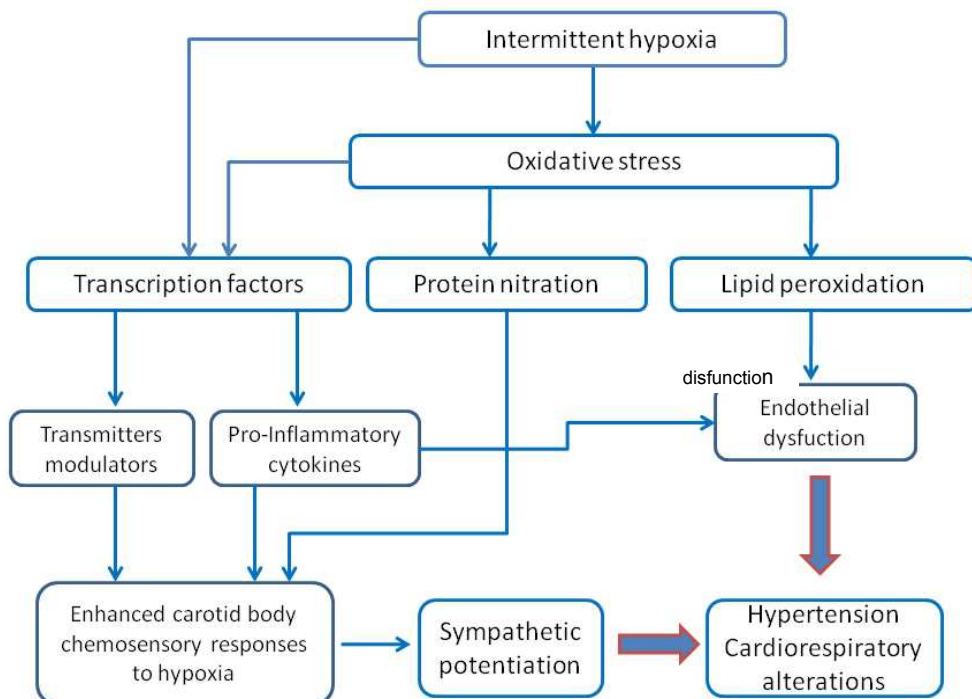 Intermittent hypoxia
Oxidative stress
Transcription factors
Protein nitration
Lipid peroxidation
disfunction
Transmitters
modulators
Pro-Inflammatory
cytokines
Endothelial
dysfuction
Enhanced carotid body
chemosensory responses
to hypoxia
Sympathetic
potentiation
Hypertension
Cardiorespiratory
alterations